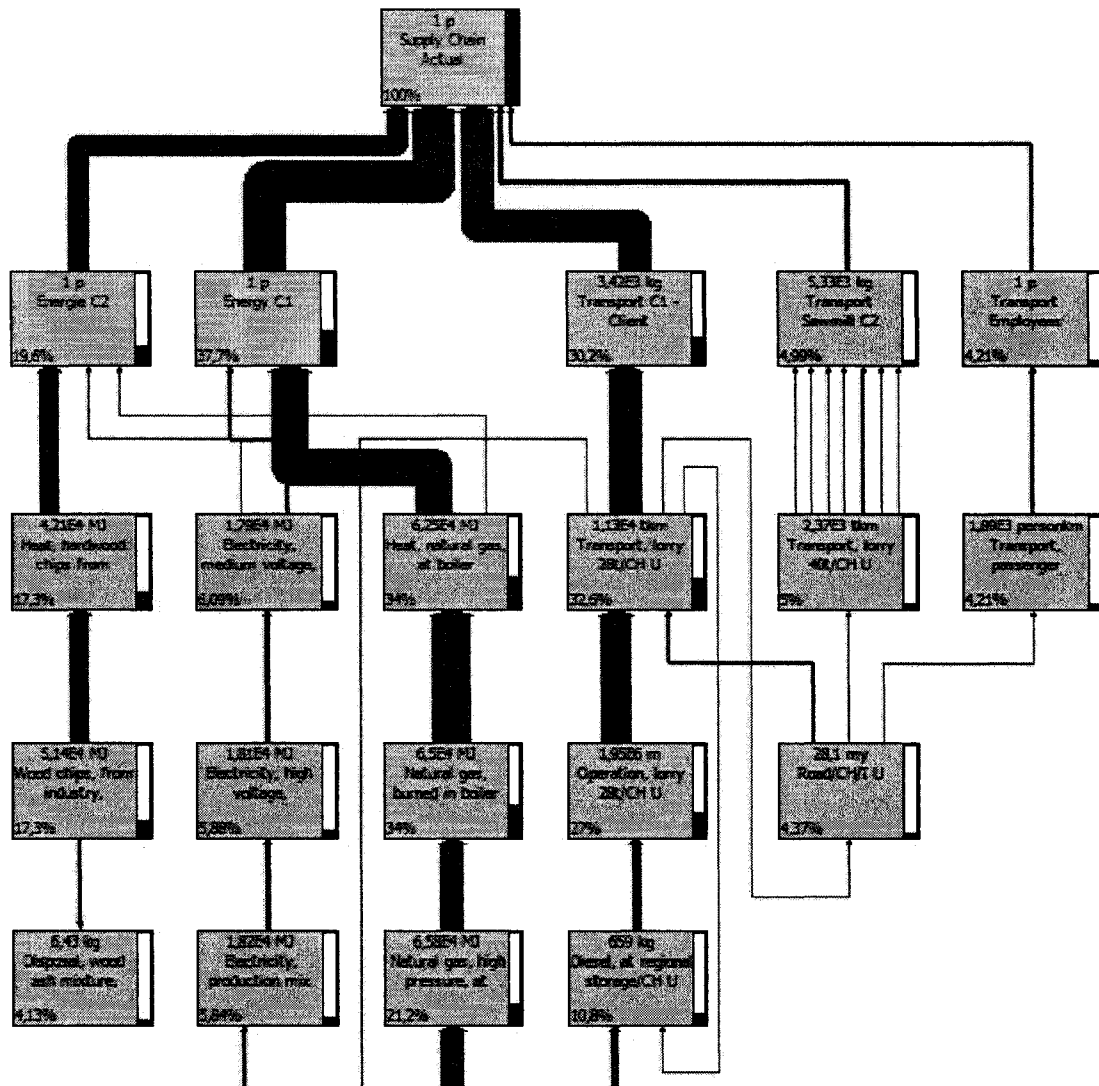 1 p
Supply Chain
Actual
100%
1 p
Energie C2
19,6%
1 p
Energy C1
37,7%
3,42E3 kg
Transport C1 -
Client
30,2%
5,33E3 kg
Transport
Sawmill C2
4,99%
1 p
Transport
Employees
4,21%
4,21E4 MJ
Heat, hardwood
chips from
17,3%
1,79E4 MJ
Electricity,
medium voltage,
6,09%
6,25E4 MJ
Heat, natural gas,
at boiler
34%
1,13E4 tkm
Transport, lorry
28t/CH U
32,6%
2,37E3 tkm
Transport, lorry
40t/CH U
5%
1,89E3 personkm
Transport,
passenger
4,21%
5,14E4 MJ
Wood chips, from
industry,
17,3%
1,81E4 MJ
Electricity, high
voltage,
5,88%
6,5E4 MJ
Natural gas,
burned in boiler
34%
1,95E6 m
Operation, lorry
28t/CH U
27%
28,1 my
Road/CH/I U
4,37%
6,43 kg
Disposal, wood
ash mixture,
4,13%
1,82E4 MJ
Electricity,
production mix
5,84%
6,58E4 MJ
Natural gas, high
pressure, at
21,2%
659 kg
Diesel, at regional
storage/CH U
10,8%